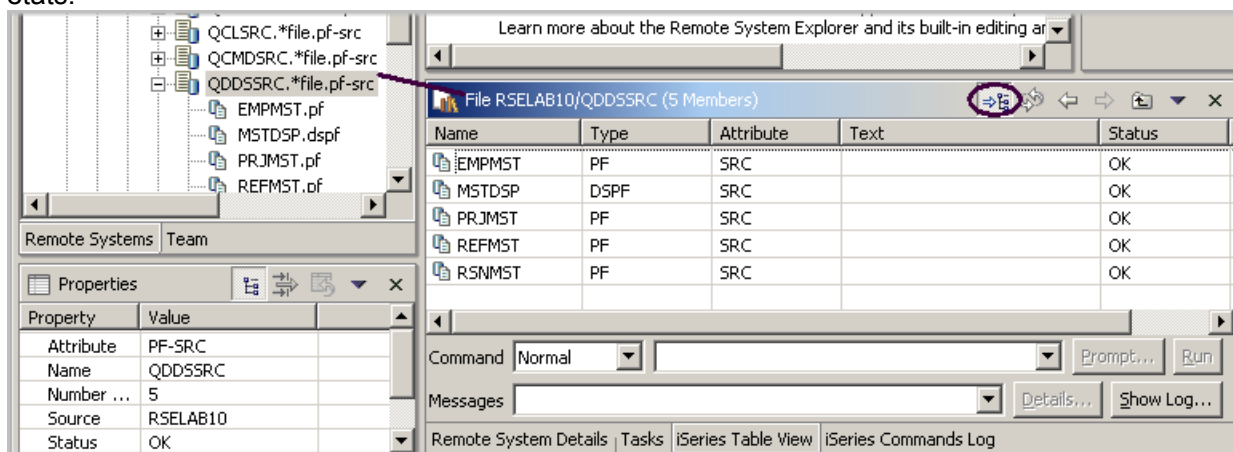 stats.
QCLSRC.*file.pf-src
QCMDSRC.*file.pf-src
QDDSSRC.*file.pf-src
EMPMST.pf
MSTDSP.dspf
PRJMST.pf
REFMST.pf
Remote Systems Team
Properties
Property Value
Attribute PF-SRC
Name QDDSSRC
Number ... 5
Source RSELAB10
Status OK
Learn more about the Remote System Explorer and its built-in editing
File RSELAB10/QDDSSRC (5 Members)
Name Type Attribute Text Status
EMPMST PF SRC OK
MSTDSP DSPF SRC OK
PRJMST PF SRC OK
REFMST PF SRC OK
RSNMST PF SRC OK
Command Normal Prompt... Run
Messages Details... Show Log...
Remote System Details Tasks iSeries Table View iSeries Commands Log